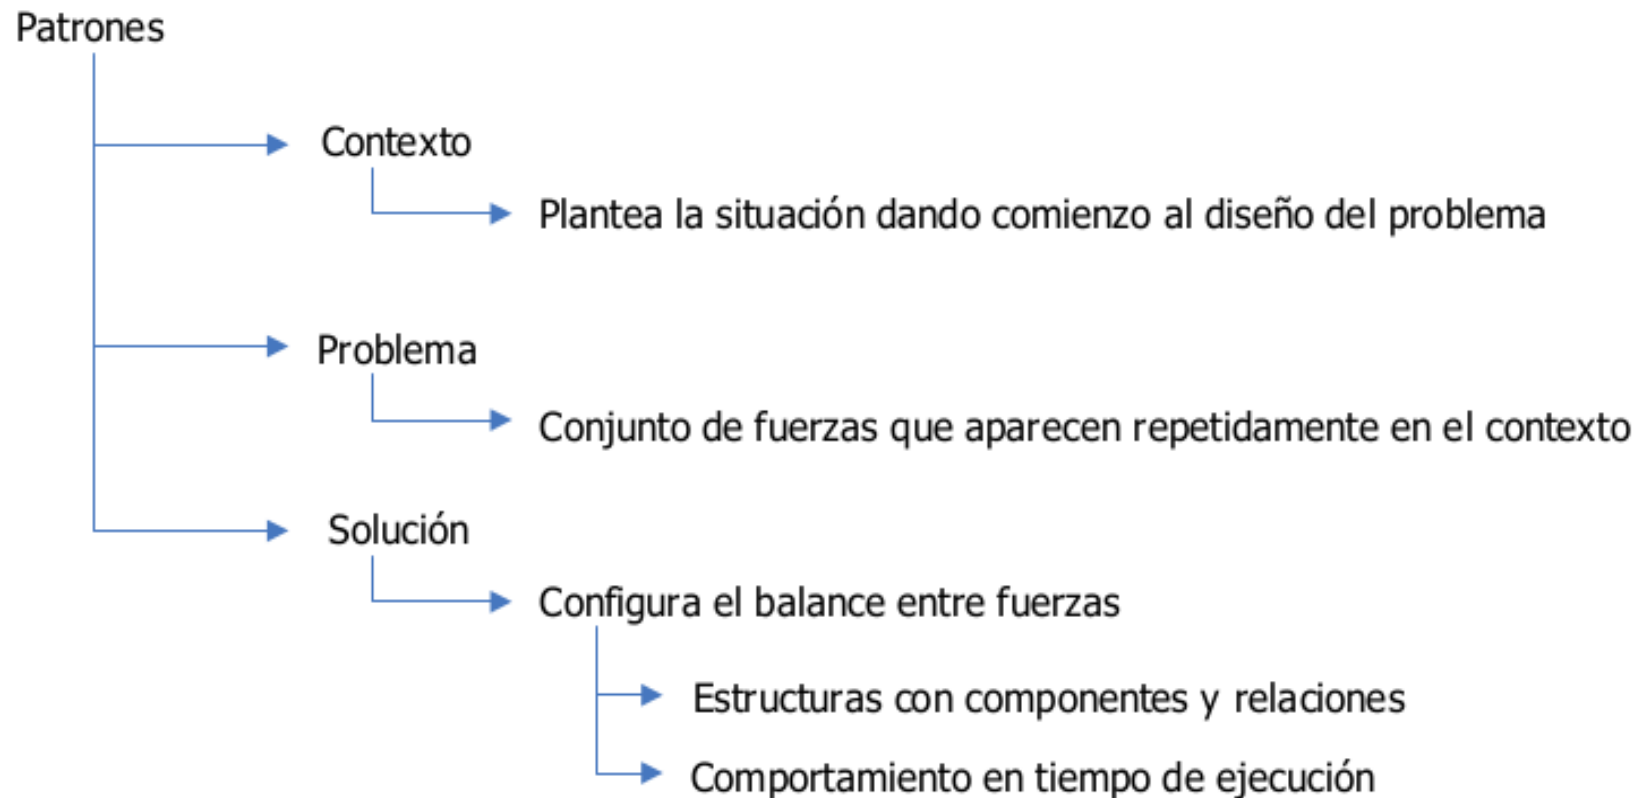 Patrones
Contexto
Plantea la situación dando comienzo al diseño del problema
Problema
Conjunto de fuerzas que aparecen repetidamente en el contexto
Solución
Configura el balance entre fuerzas
Estructuras con componentes y relaciones
Comportamiento en tiempo de ejecución